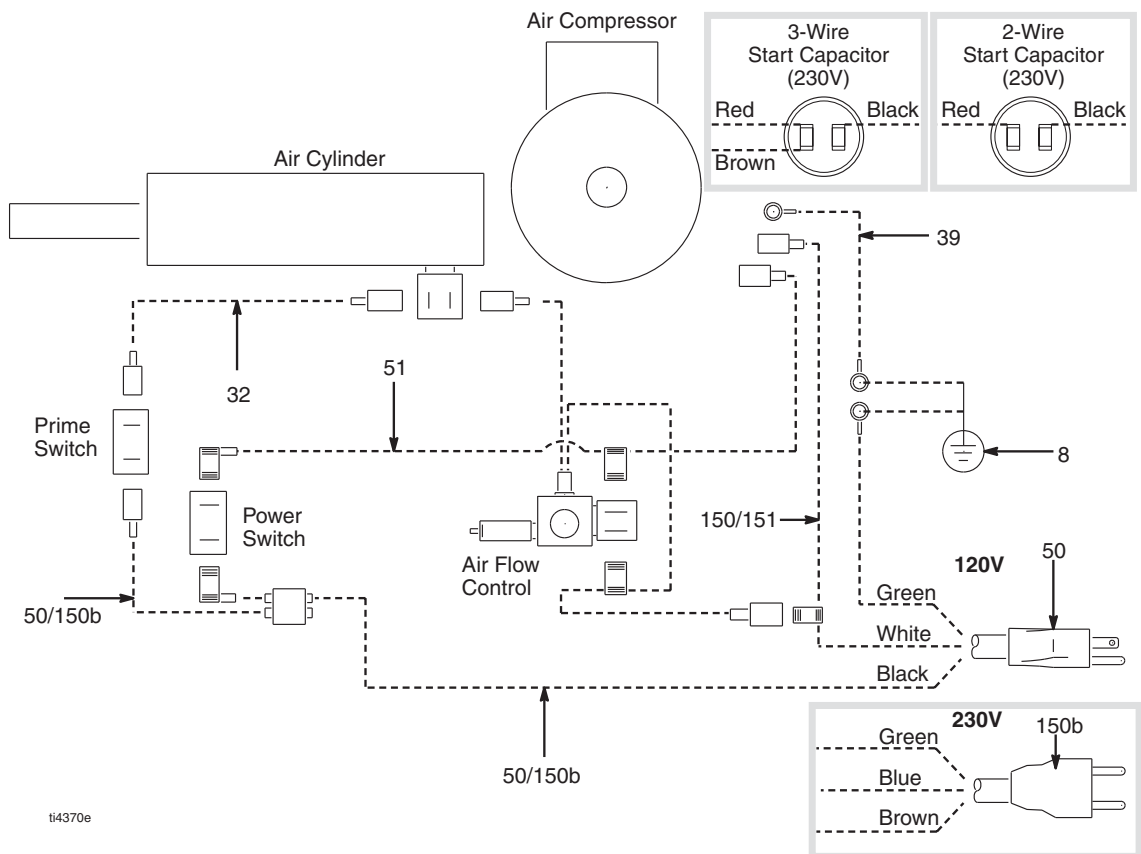 Air Compressor
3-Wire
Start Capacitor
(230V)
Red
Black
Brown
2-Wire
Start Capacitor
(230V)
Red
Black
Air Cylinder
39
32
51
Prime
Switch
Power
Switch
8
150/151
Air Flow
Control
50/150b
120V
50
Green
White
Black
50/150b
230V
150b
Green
Blue
Brown
ti4370e